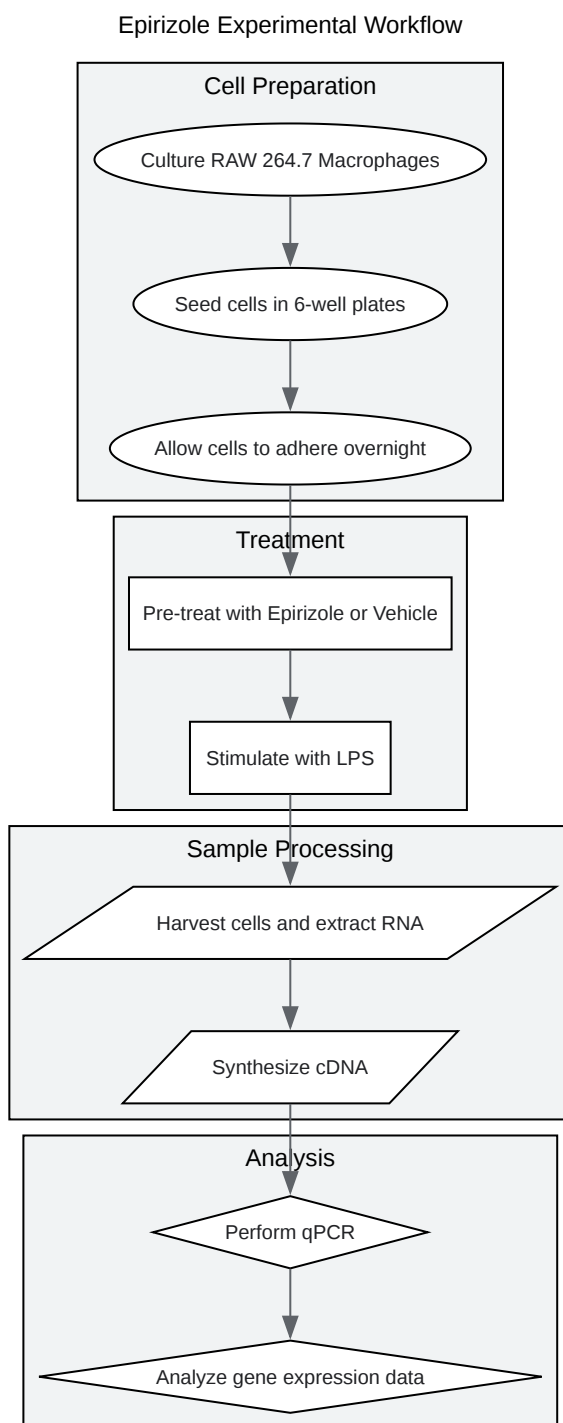 Epirizole Experimental Workflow
Cell Preparation
Culture RAW 264.7 Macrophages
Seed cells in 6-well plates
Allow cells to adhere overnight
Treatment
Pre-treat with Epirizole or Vehicle
Stimulate with LPS
Sample Processing
Harvest cells and extract RNA
Synthesize cDNA
Analysis
Perform qPCR
Analyze gene expression data